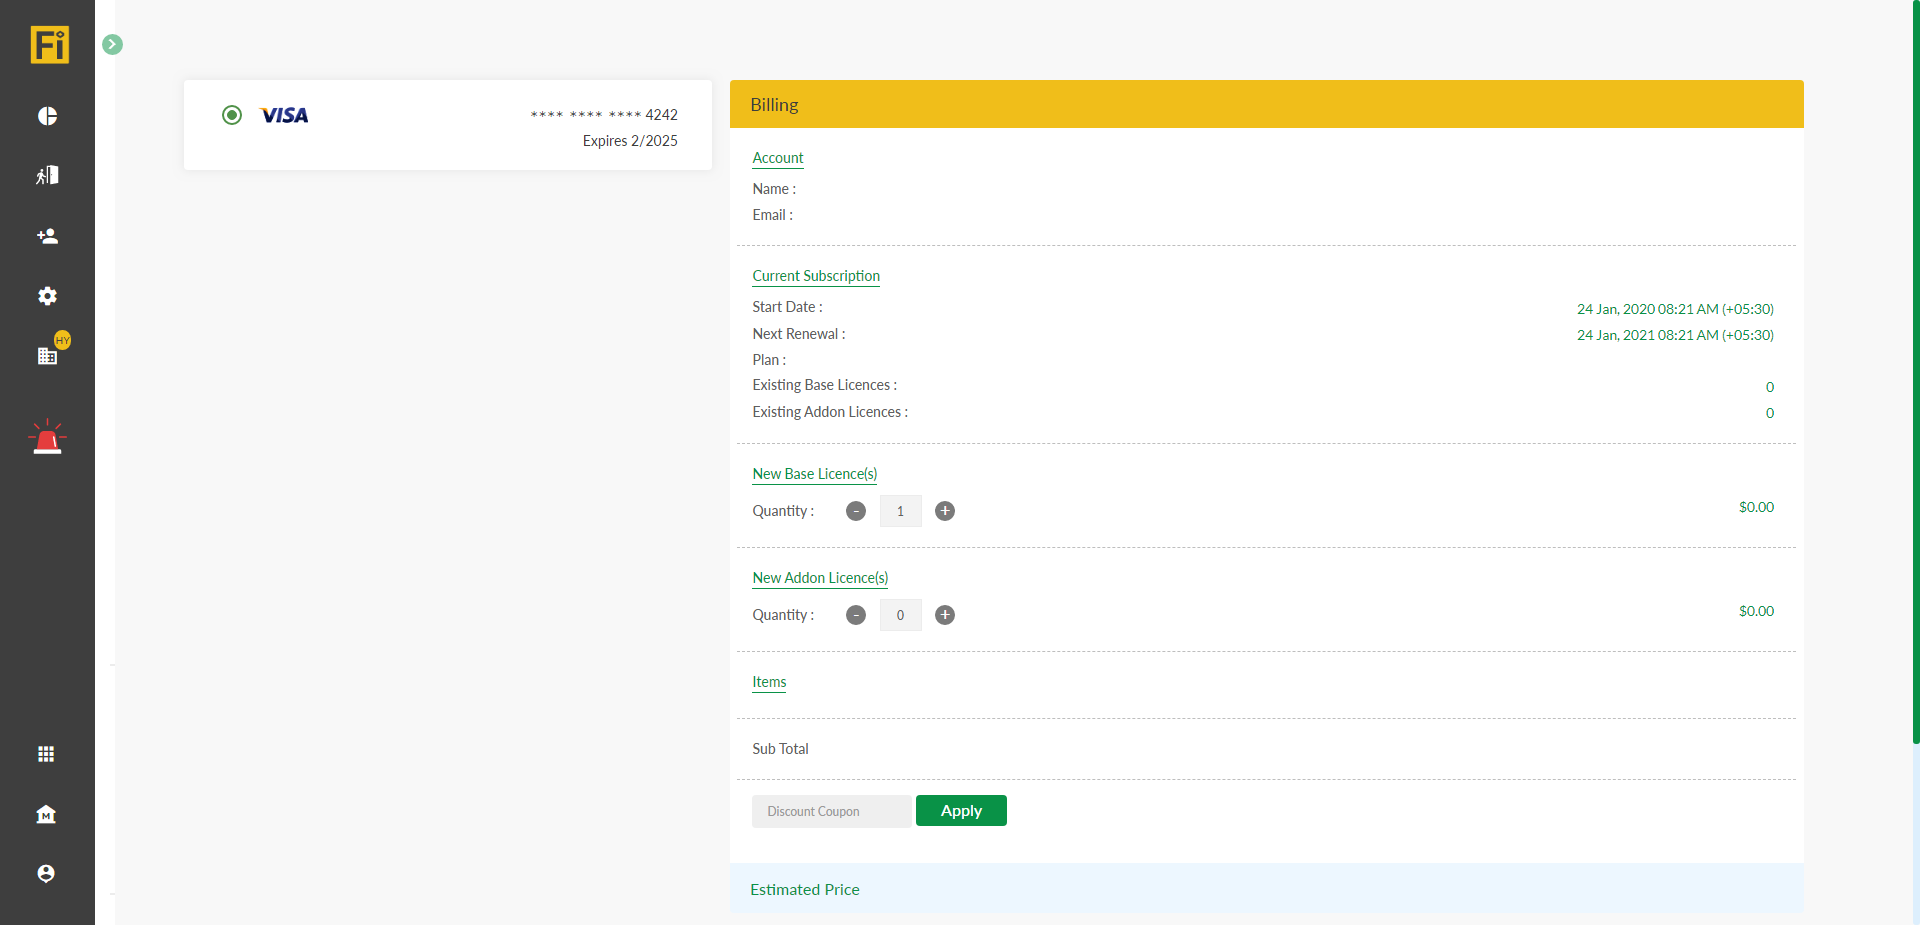 Fi
HY
M
VISA
**** **** **** 4242
Expires 2/2025
Billing
Account
Name :
Email :
Current Subscription
Start Date : 24 Jan, 2020 08:21 AM (+05:30)
Next Renewal : 24 Jan, 2021 08:21 AM (+05:30)
Plan :
Existing Base Licences : 0
Existing Addon Licences : 0
New Base Licence(s)
Quantity : - 1 + $0.00
New Addon Licence(s)
Quantity : - 0 + $0.00
Items
Sub Total
Discount Coupon Apply
Estimated Price